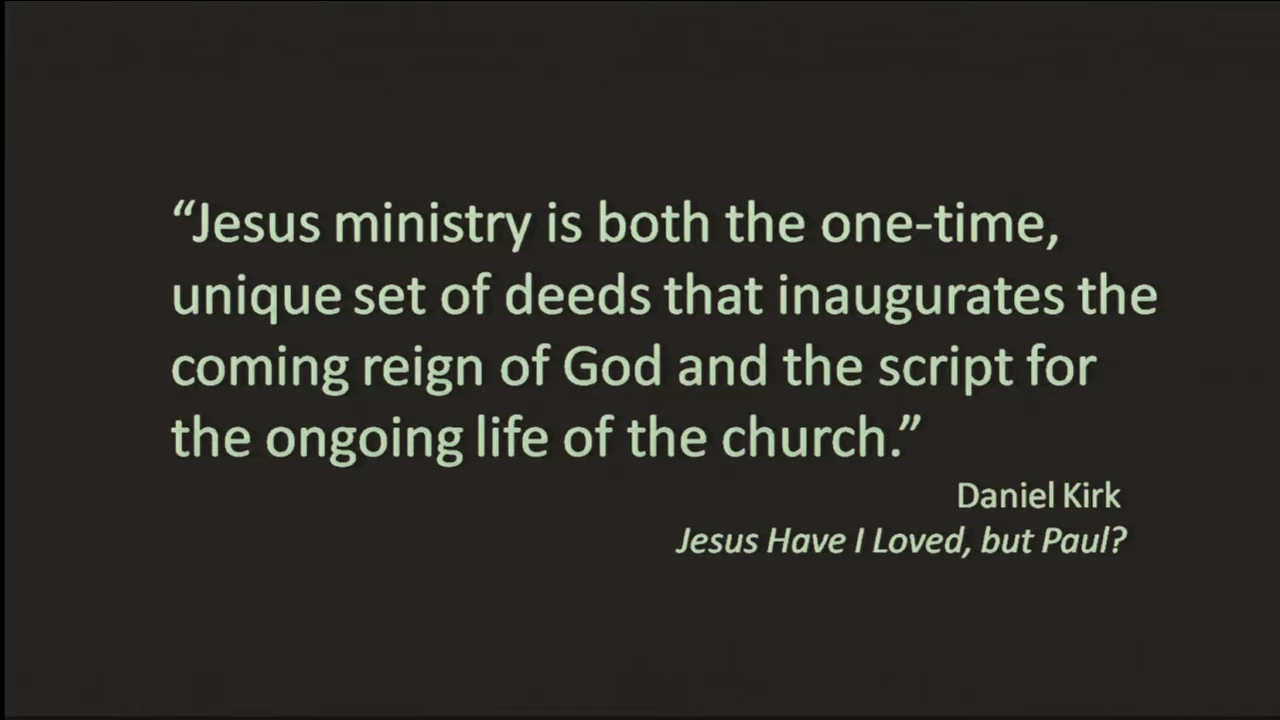 “Jesus ministry is both the one-time,
unique set of deeds that inaugurates the
coming reign of God and the script for
the ongoing life of the church.”
Daniel Kirk
Jesus Have I Loved, but Paul?